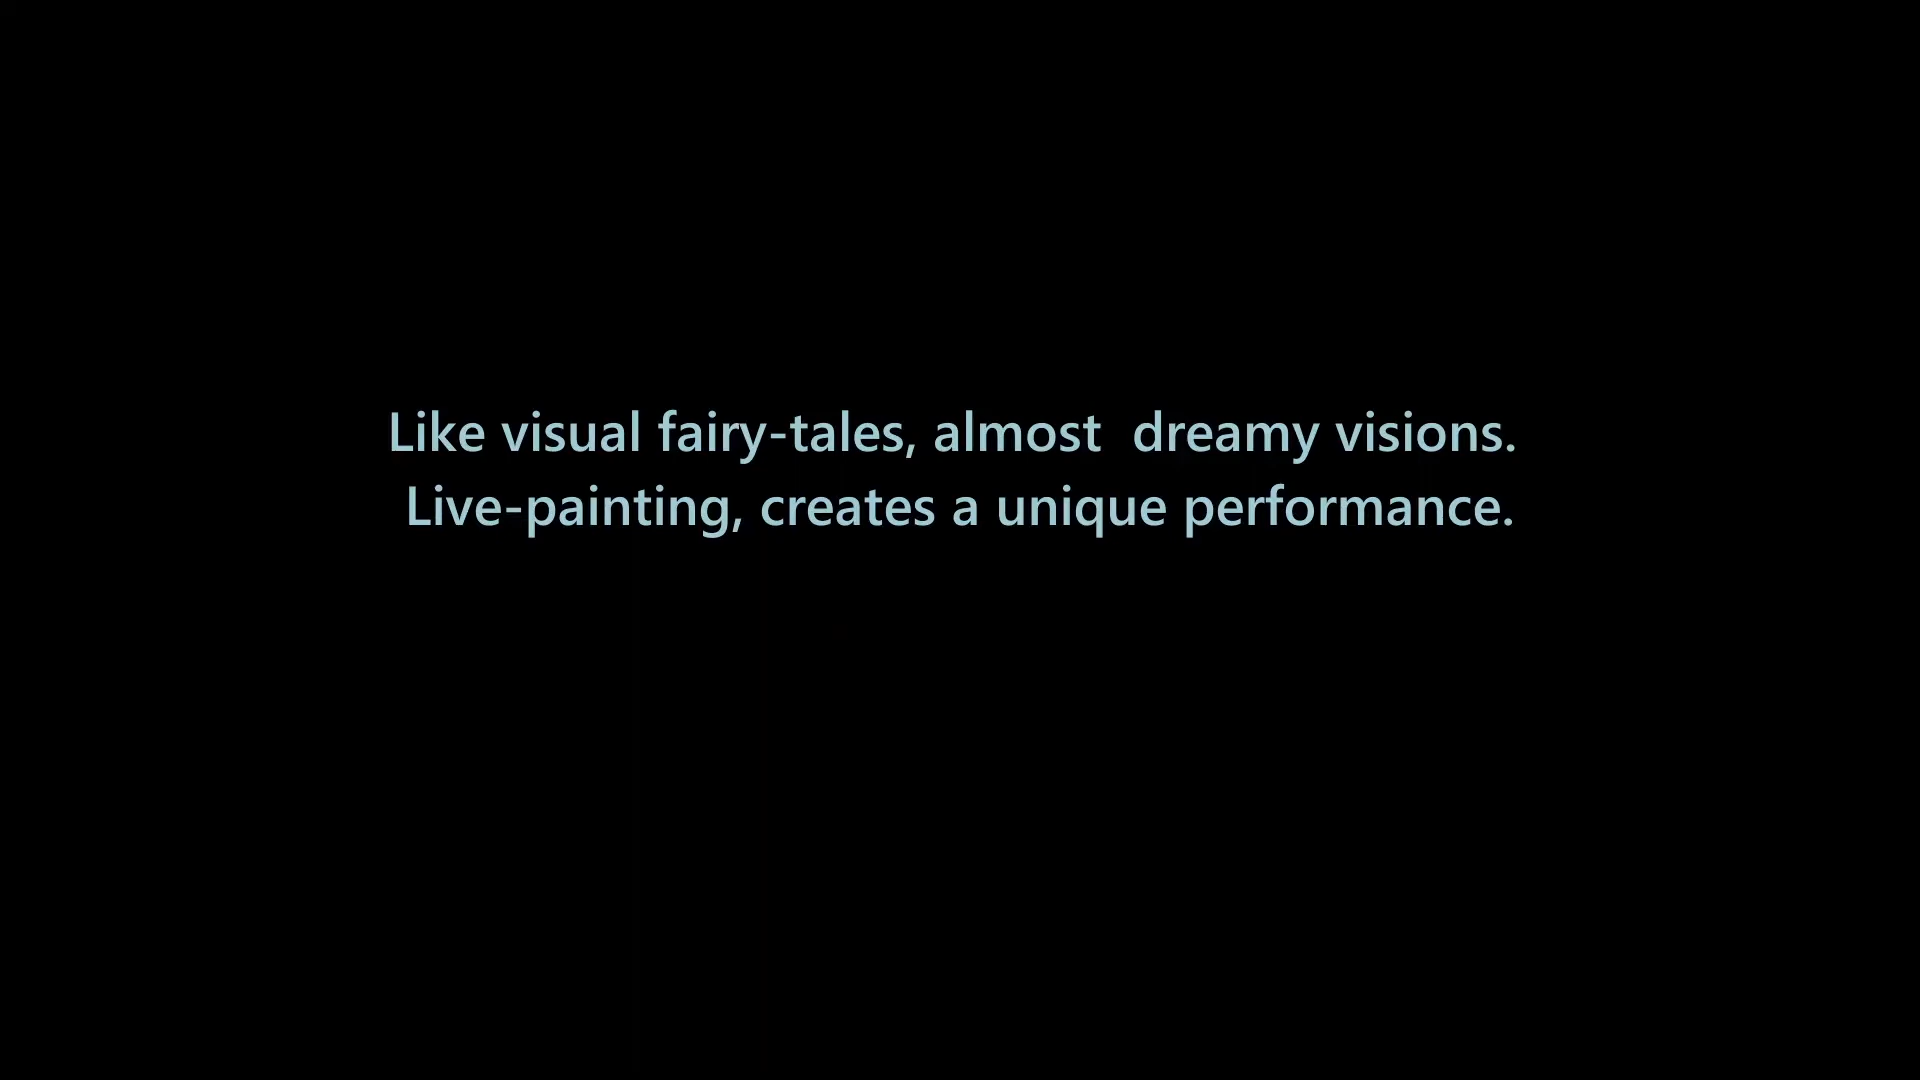 Like visual fairy-tales, almost  dreamy visions.
Live-painting, creates a unique performance.